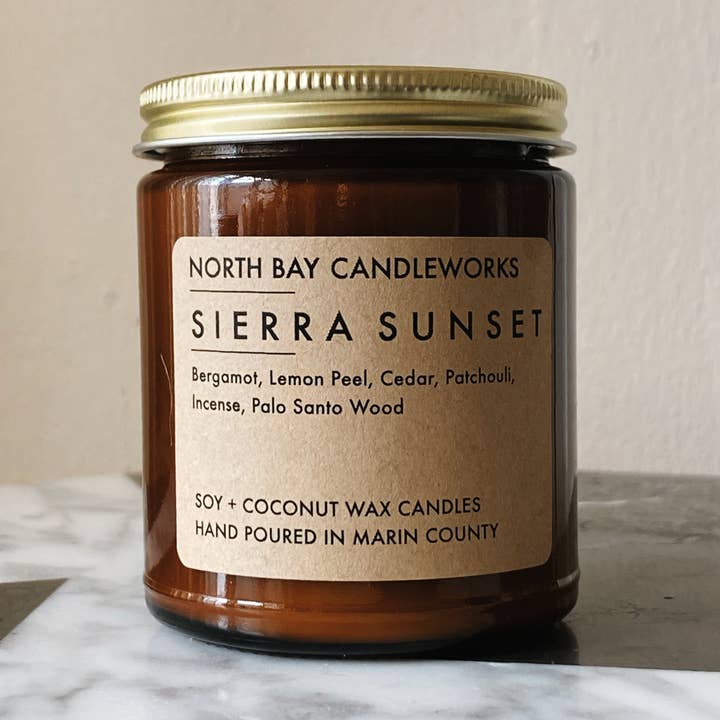 NORTH BAY CANDLEWORKS
SIERRA SUNSET
Bergamot, Lemon Peel, Cedar, Patchouli,
Incense, Palo Santo Wood
SOY + COCONUT WAX CANDLES
HAND POURED IN MARIN COUNTY